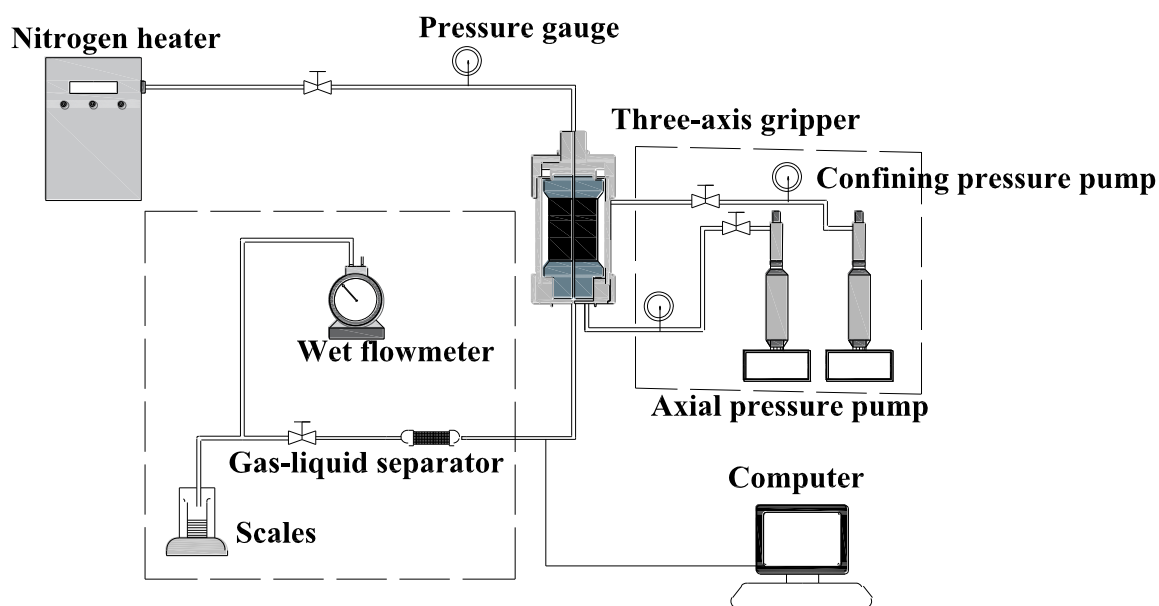 Pressure gauge
Nitrogen heater
Three-axis gripper
Confining pressure pump
Wet flowmeter
Axial pressure pump
Gas-liquid separator
Computer
Scales